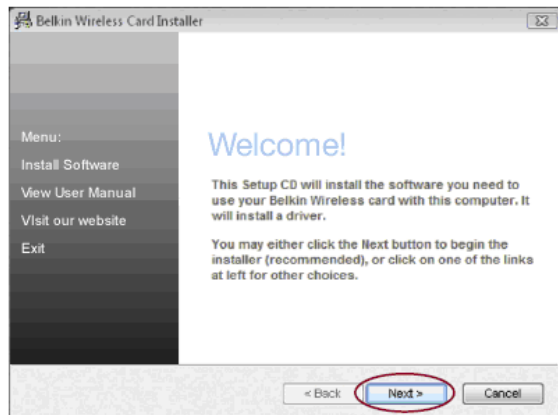 Belkin Wireless Card Installer
Menu:
Install Software
View User Manual
VIsit our website
Exit
Welcome!
This Setup CD will install the software you need to
use your Belkin Wireless card with this computer. It
will install a driver.
You may either click the Next button to begin the
installer (recommended), or click on one of the links
at left for other choices.
< Back
Next >
Cancel